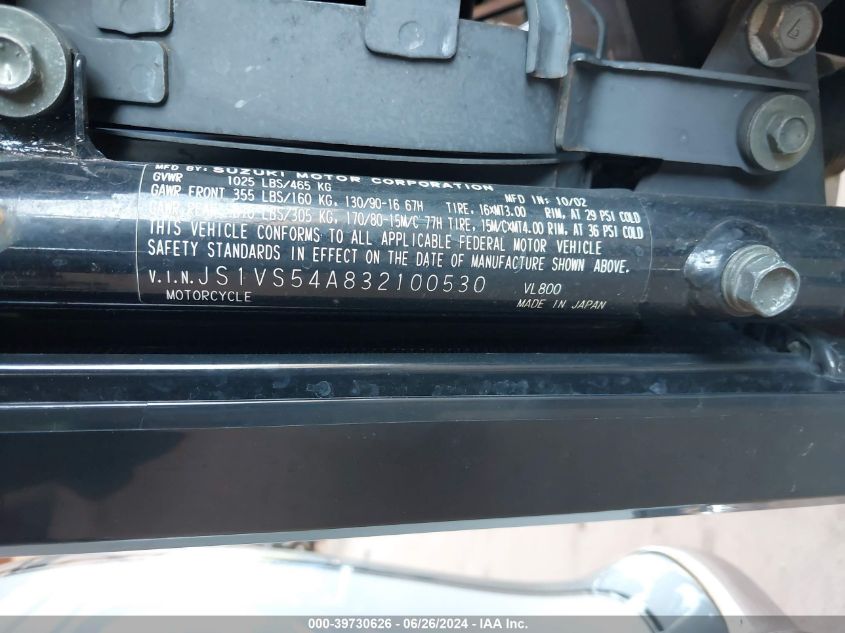 MFD BY: SUZUKI MOTOR CORPORATION
GVWR 1025 LBS/465 KG MFD IN: 10/02
GAWR FRONT 355 LBS/160 KG, 130/90-16 67H TIRE, 16XMT3.00 RIM, AT 29 PSI COLD
GAWR LBS/305 KG, 170/80-15M/C 77H TIRE, 15M/CXMT4.00 RIM, AT 36 PSI COLD
THIS VEHICLE CONFORMS TO ALL APPLICABLE FEDERAL MOTOR VEHICLE
SAFETY STANDARDS IN EFFECT ON THE DATE OF MANUFACTURE SHOWN ABOVE.
V.I.N. JS1VS54A832100530 VL800
MOTORCYCLE MADE IN JAPAN
000-39730626 - 06/26/2024 - IAA Inc.